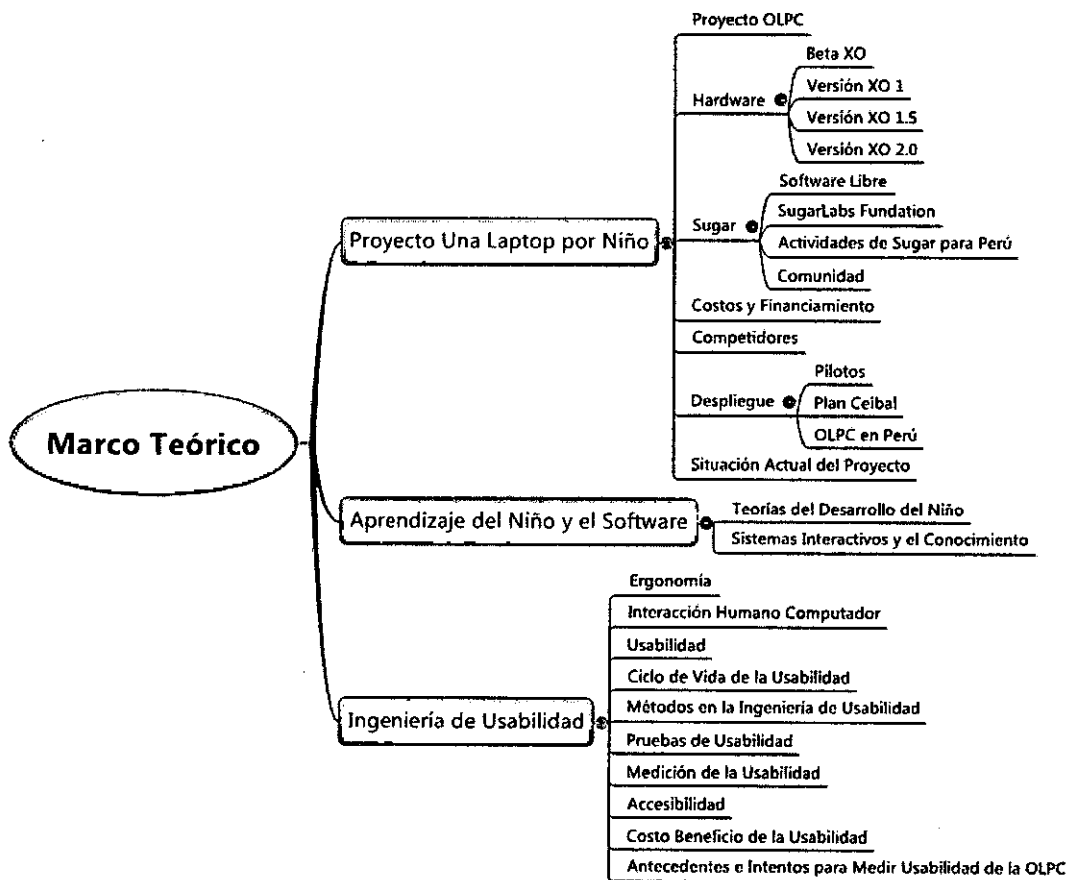 Marco Teórico
Proyecto Una Laptop por Niño
Proyecto OLPC
Hardware
Beta XO
Versión XO 1
Versión XO 1.5
Versión XO 2.0
Sugar
Software Libre
SugarLabs Fundation
Actividades de Sugar para Perú
Comunidad
Costos y Financiamiento
Competidores
Despliegue
Pilotos
Plan Ceibal
OLPC en Perú
Situación Actual del Proyecto
Aprendizaje del Niño y el Software
Teorías del Desarrollo del Niño
Sistemas Interactivos y el Conocimiento
Ingeniería de Usabilidad
Ergonomía
Interacción Humano Computador
Usabilidad
Ciclo de Vida de la Usabilidad
Métodos en la Ingeniería de Usabilidad
Pruebas de Usabilidad
Medición de la Usabilidad
Accesibilidad
Costo Beneficio de la Usabilidad
Antecedentes e Intentos para Medir Usabilidad de la OLPC